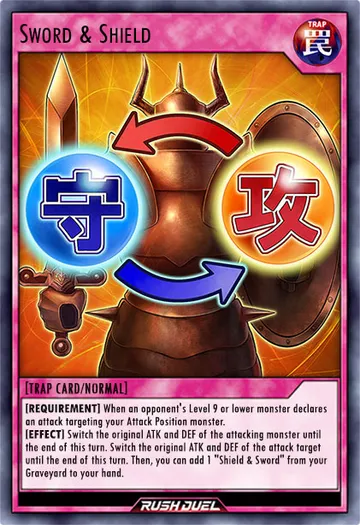 Sword & Shield
TRAP
罠
守
攻
[TRAP CARD/NORMAL]
[REQUIREMENT] When an opponent's Level 9 or lower monster declares
an attack targeting your Attack Position monster.
[EFFECT] Switch the original ATK and DEF of the attacking monster until
the end of this turn. Switch the original ATK and DEF of the attack target
until the end of this turn. Then, you can add 1 "Shield & Sword" from your
Graveyard to your hand.
RUSH DUEL